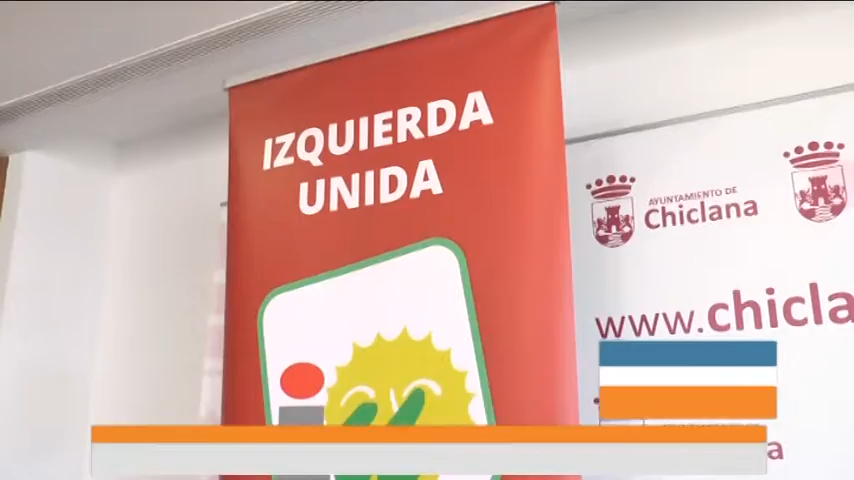 IZQUIERDA
UNIDA
AYUNTAMIENTO DE
Chiclana
www.chicla